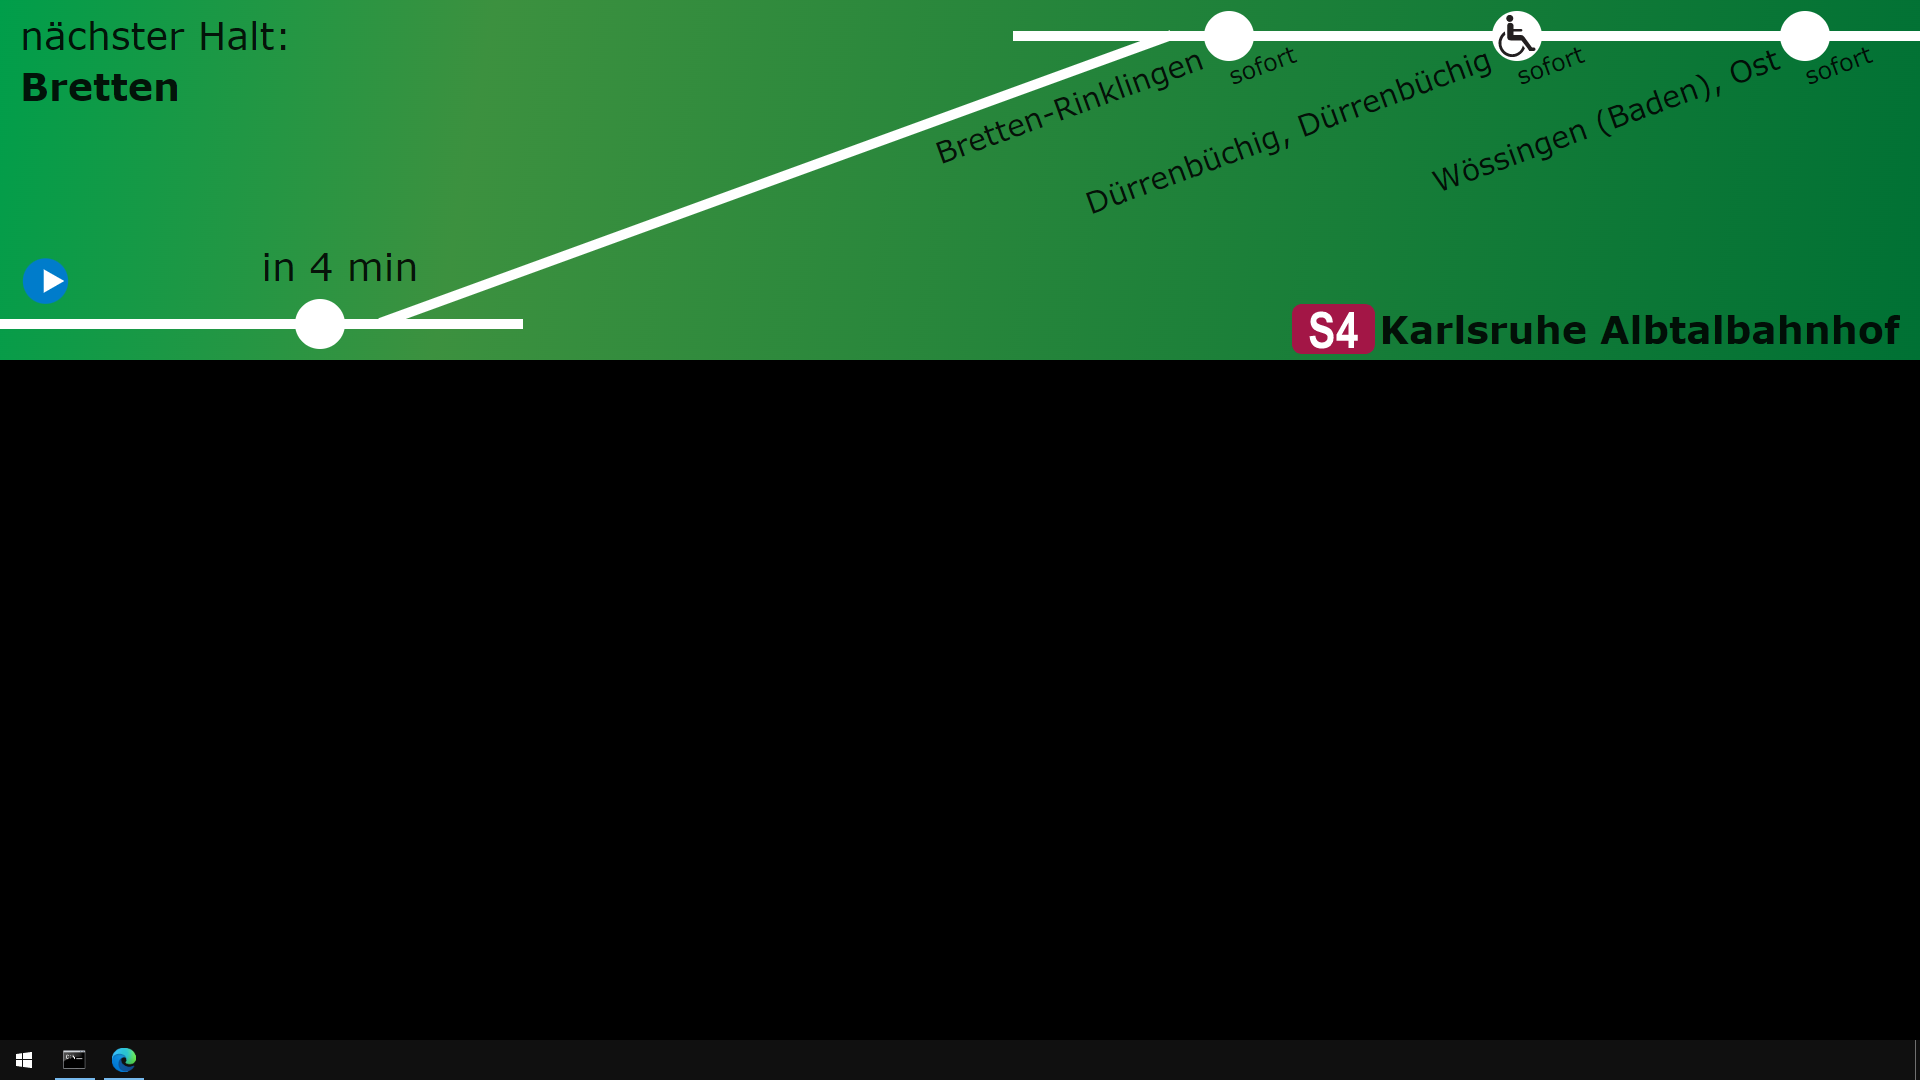 nächster Halt:
Bretten
in 4 min
Bretten-Rinklingen
sofort
Dürrenbüchig, Dürrenbüchig
sofort
Wössingen (Baden), Ost
sofort
S4 Karlsruhe Albtalbahnhof